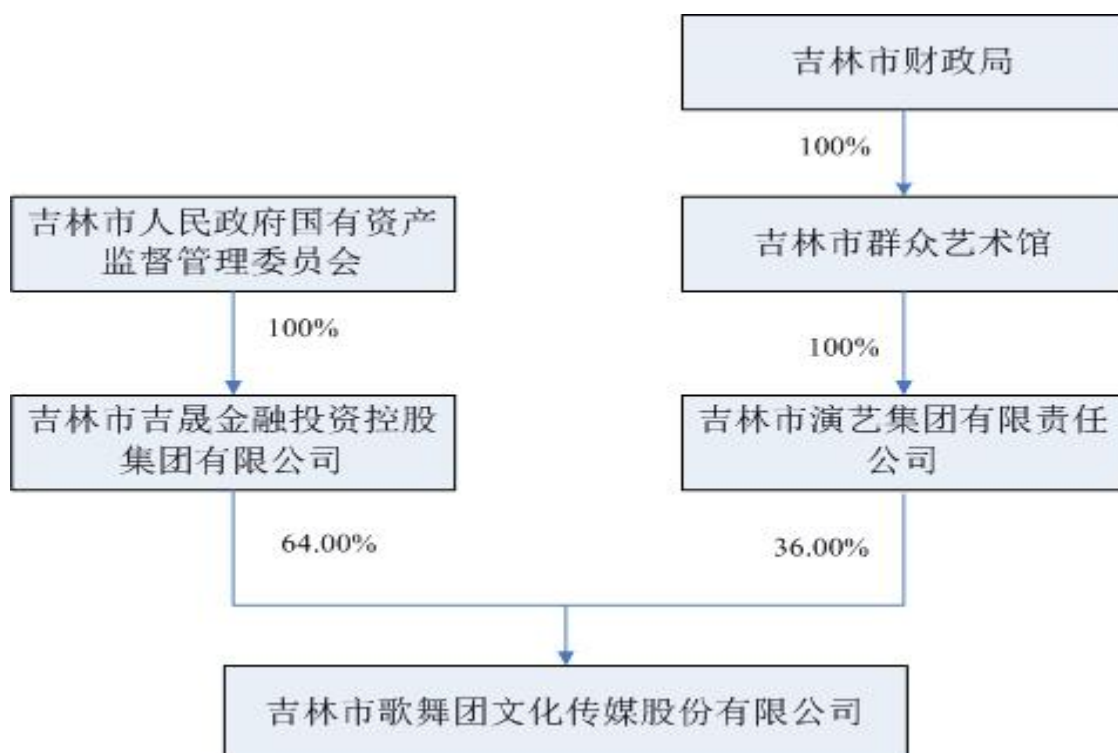 吉林市财政局
100%
吉林市人民政府国有资产
监督管理委员会
吉林市群众艺术馆
100%
100%
吉林市吉晟金融投资控股
集团有限公司
吉林市演艺集团有限责任
公司
64.00%
36.00%
吉林市歌舞团文化传媒股份有限公司